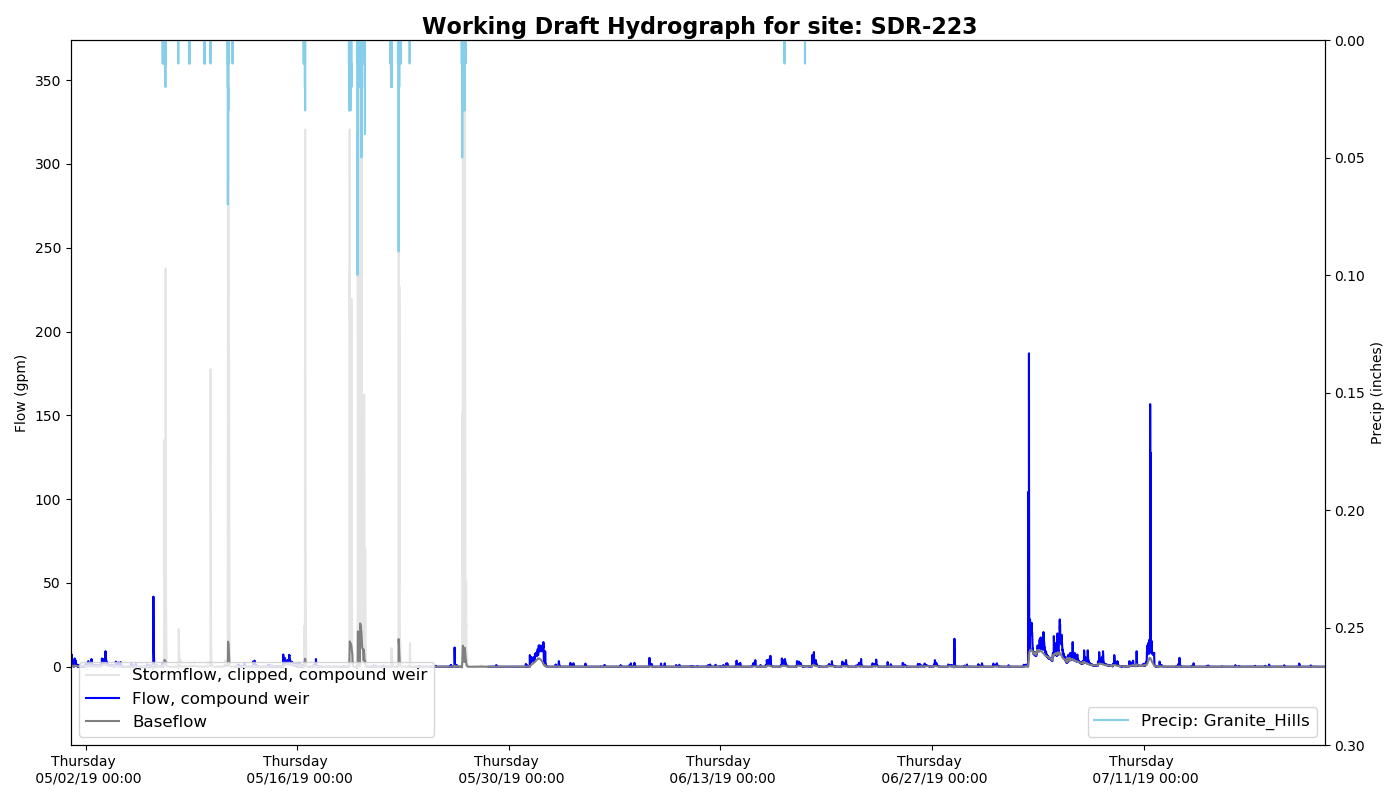 Working Draft Hydrograph for site: SDR-223
350
300
250
200
150
100
50
0
Flow (gpm)
0.00
0.05
0.10
0.15
0.20
0.25
0.30
Precip (inches)
Stormflow, clipped, compound weir
Flow, compound weir
Baseflow
Precip: Granite_Hills
Thursday
05/02/19 00:00
Thursday
05/16/19 00:00
Thursday
05/30/19 00:00
Thursday
06/13/19 00:00
Thursday
06/27/19 00:00
Thursday
07/11/19 00:00